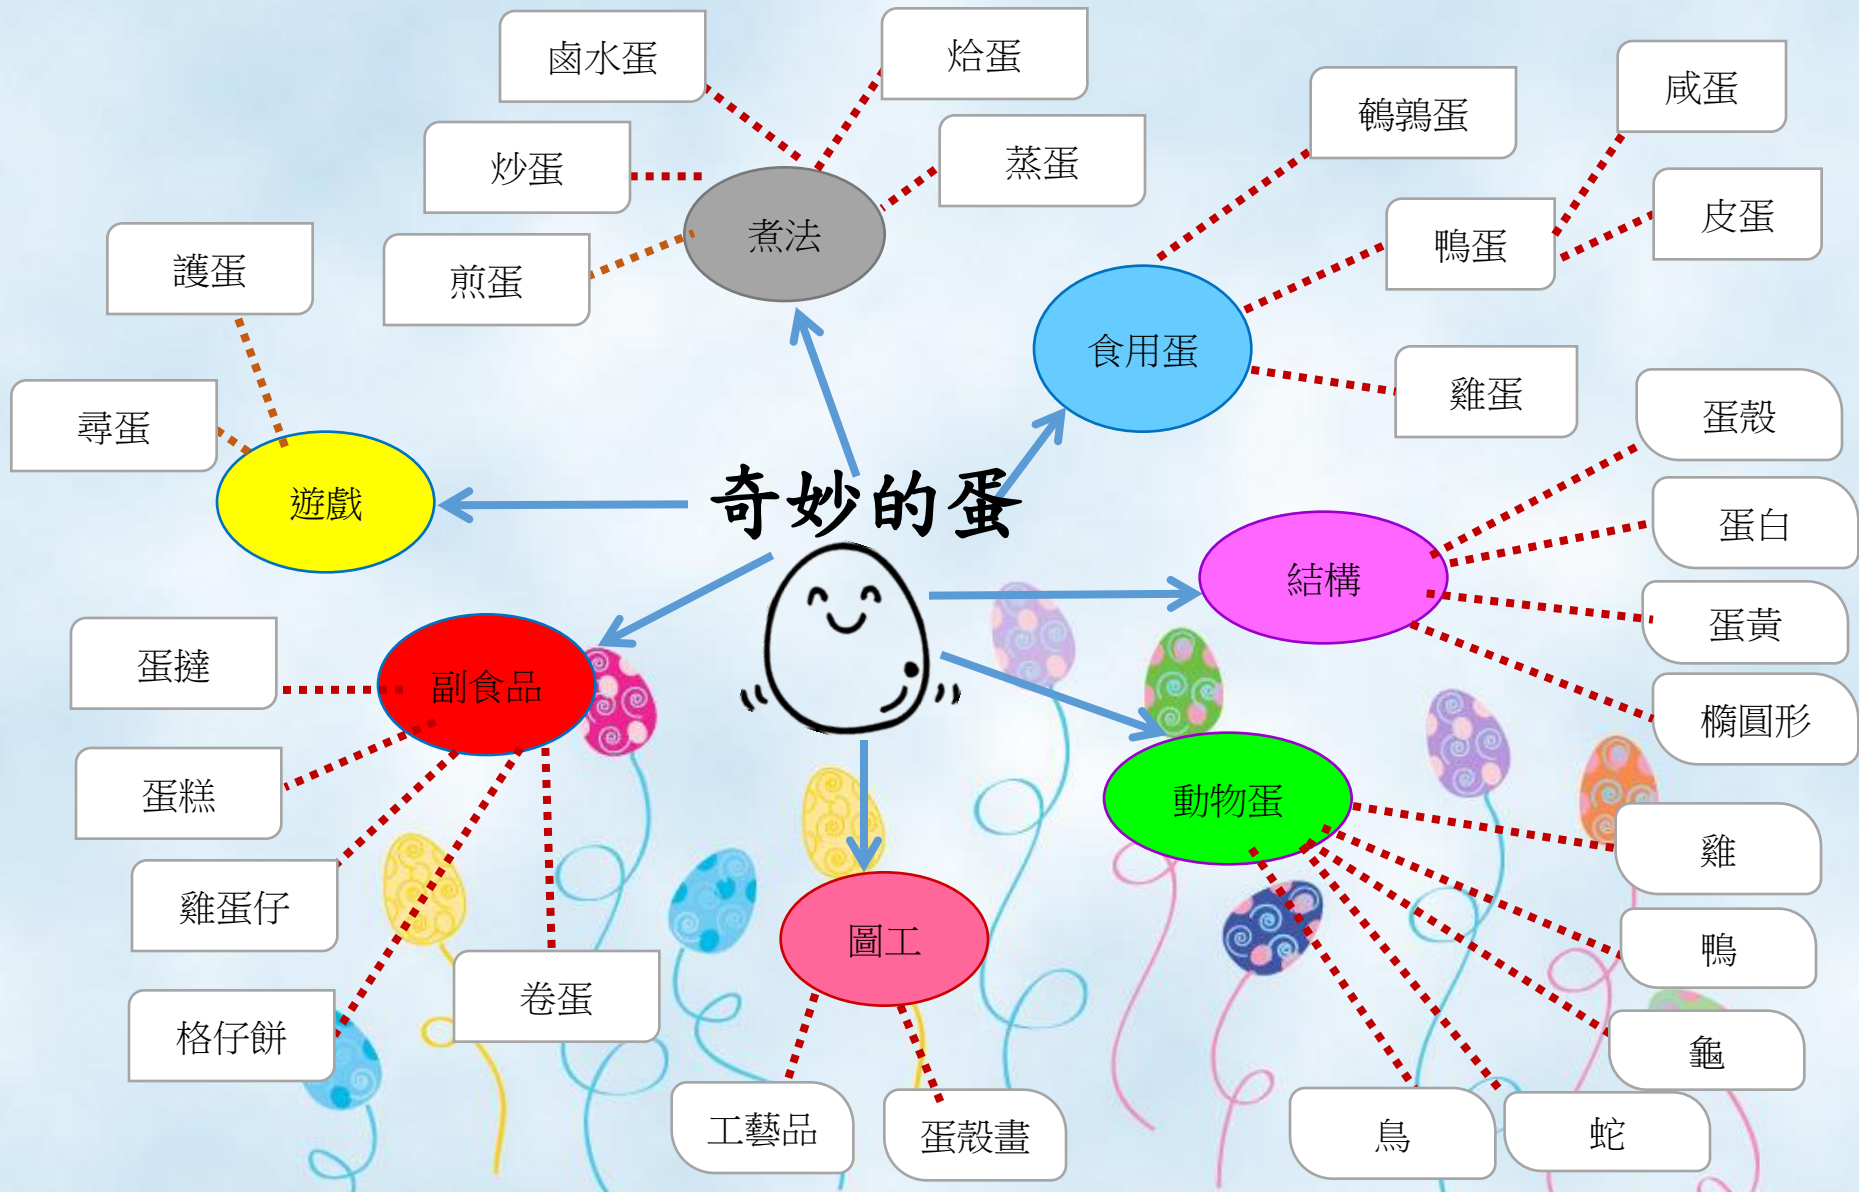 奇妙的蛋
煮法
鹵水蛋
烚蛋
炒蛋
蒸蛋
煎蛋
食用蛋
鵪鶉蛋
鴨蛋
咸蛋
皮蛋
雞蛋
結構
蛋殼
蛋白
蛋黃
橢圓形
動物蛋
雞
鴨
龜
蛇
鳥
圖工
工藝品
蛋殼畫
副食品
蛋撻
蛋糕
雞蛋仔
格仔餅
卷蛋
遊戲
護蛋
尋蛋